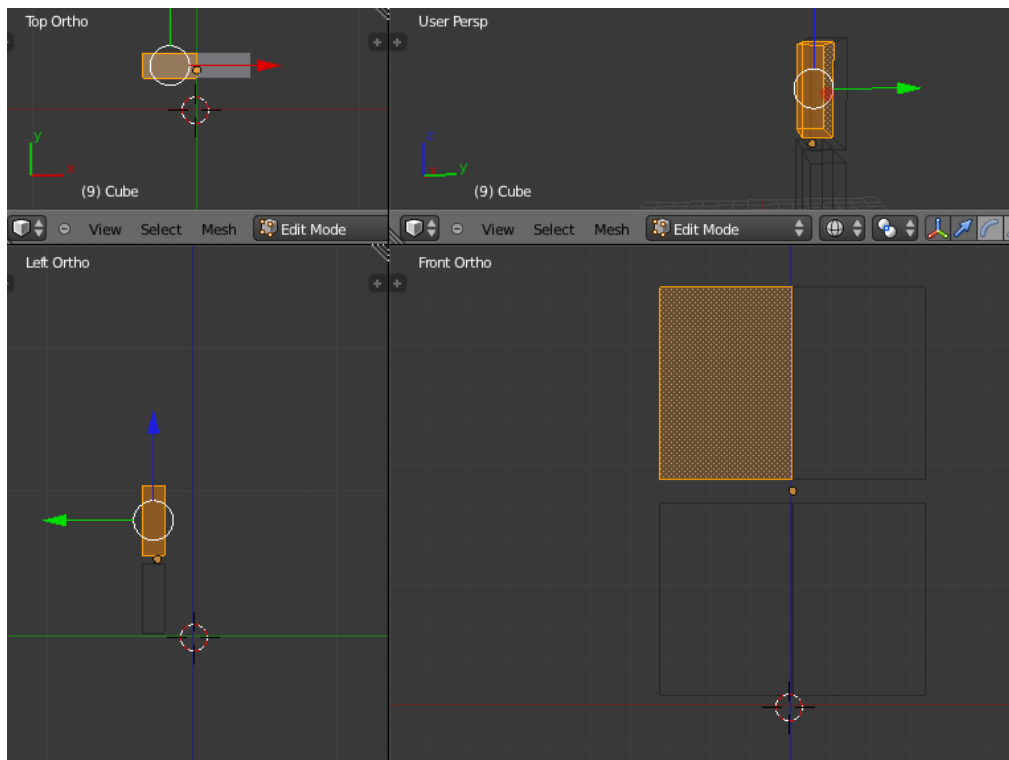 Top Ortho
y
x
(9) Cube
User Persp
z
y
(9) Cube
View Select Mesh Edit Mode
View Select Mesh Edit Mode
Left Ortho
Front Ortho